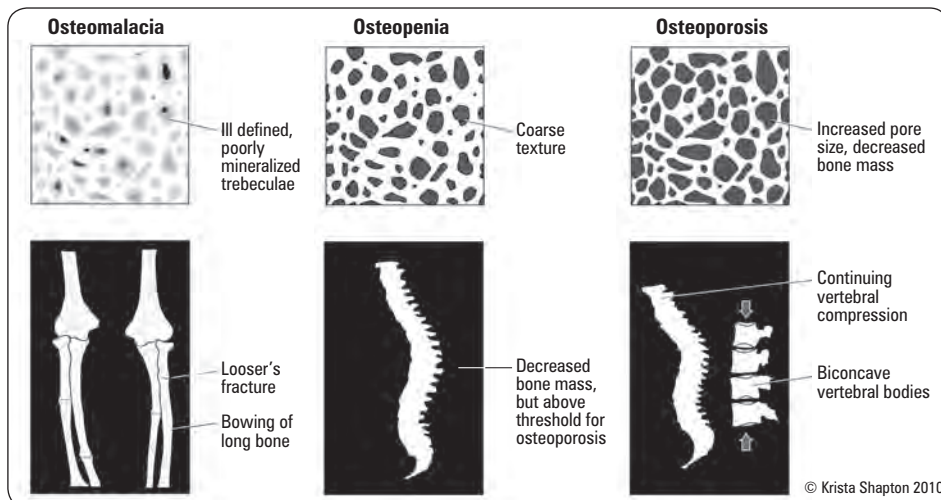 Osteomalacia
Ill defined,
poorly
mineralized
trebeculae
Looser's
fracture
Bowing of
long bone
Osteopenia
Coarse
texture
Decreased
bone mass,
but above
threshold for
osteoporosis
Osteoporosis
Increased pore
size, decreased
bone mass
Continuing
vertebral
compression
Biconcave
vertebral bodies
© Krista Shapton 2010